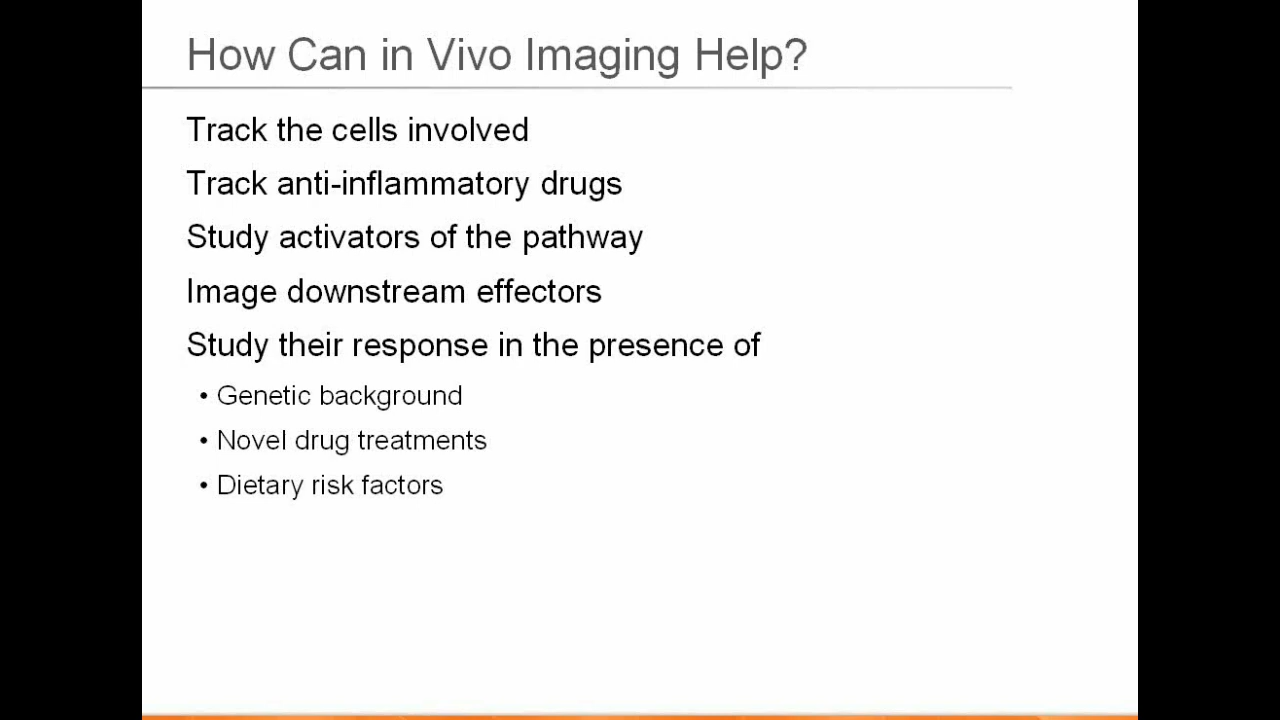 How Can in Vivo Imaging Help?
Track the cells involved
Track anti-inflammatory drugs
Study activators of the pathway
Image downstream effectors
Study their response in the presence of
• Genetic background
• Novel drug treatments
• Dietary risk factors